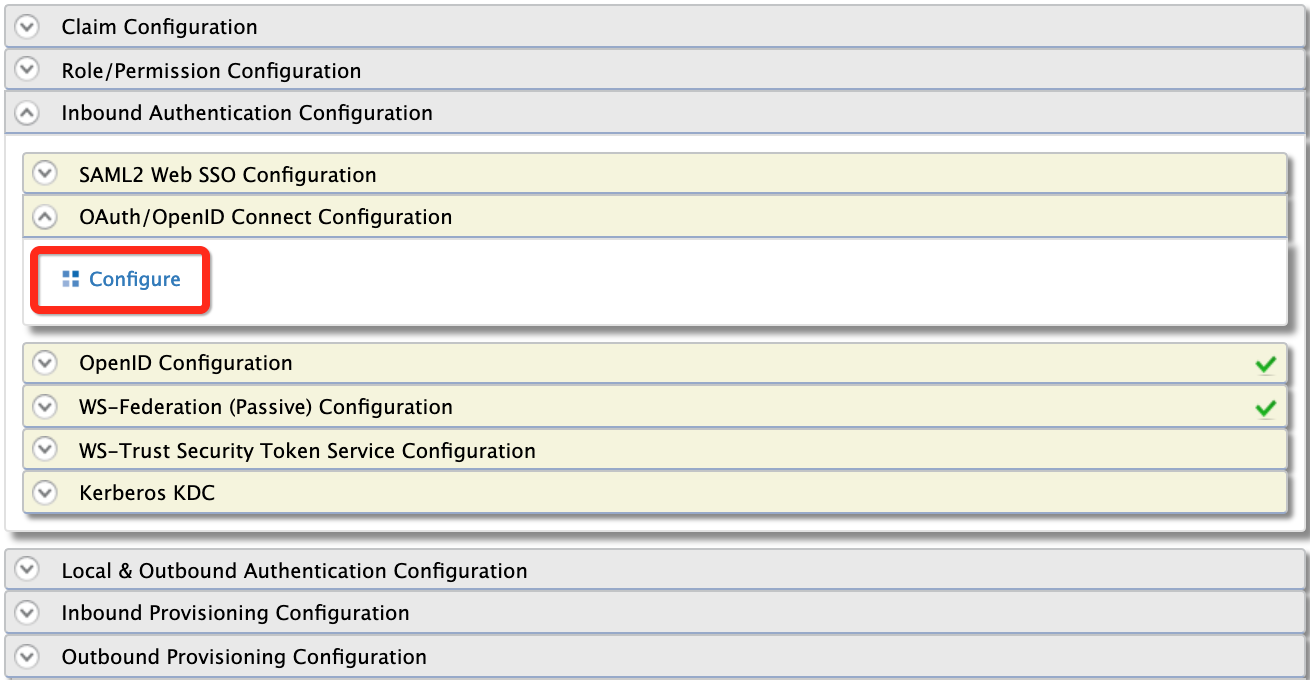 Claim Configuration
Role/Permission Configuration
Inbound Authentication Configuration
SAML2 Web SSO Configuration
OAuth/OpenID Connect Configuration
Configure
OpenID Configuration
WS-Federation (Passive) Configuration
WS-Trust Security Token Service Configuration
Kerberos KDC
Local & Outbound Authentication Configuration
Inbound Provisioning Configuration
Outbound Provisioning Configuration